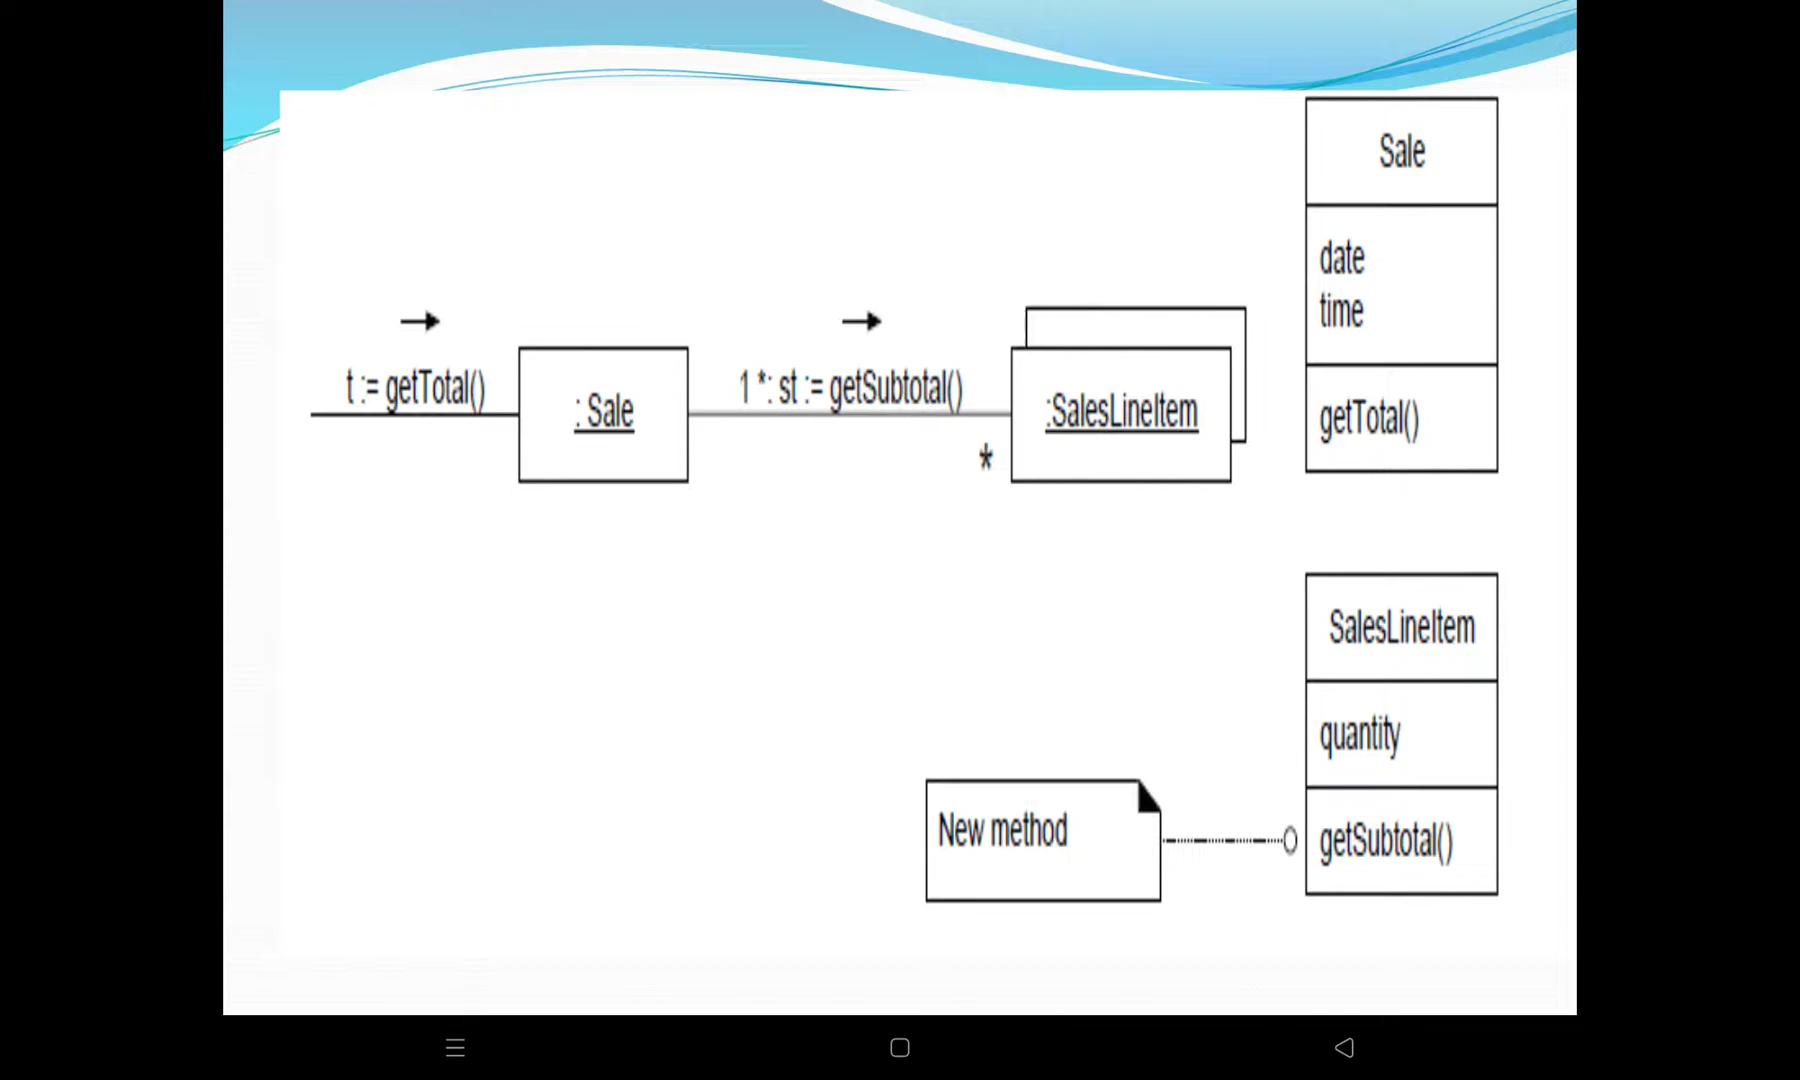 Sale
date
time
getTotal()
t := getTotal()
: Sale
1 *: st := getSubtotal()
*
:SalesLineItem
SalesLineItem
quantity
getSubtotal()
New method